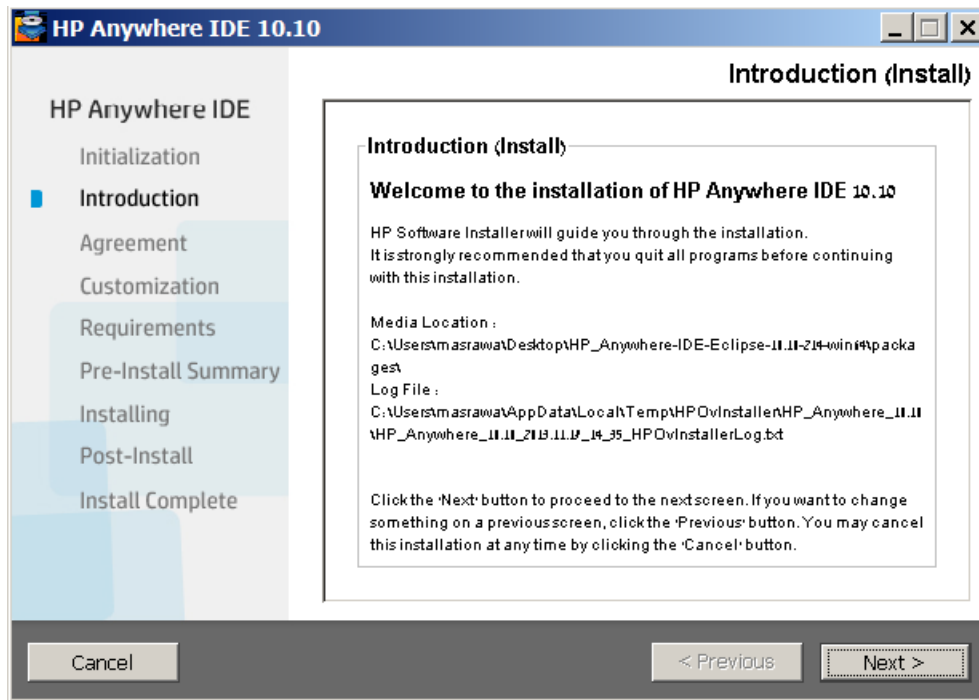 HP Anywhere IDE 10.10
Introduction (Install)
HP Anywhere IDE
Initialization
Introduction
Agreement
Customization
Requirements
Pre-Install Summary
Installing
Post-Install
Install Complete
Introduction (Install)
Welcome to the installation of HP Anywhere IDE 10.10
HP Software Installer will guide you through the installation.
It is strongly recommended that you quit all programs before continuing
with this installation.
Media Location :
C:\Users\masrawa\Desktop\HP_Anywhere-IDE-Eclipse-10.10-214-win64\packa
ges\
Log File :
C:\Users\masrawa\AppData\Local\Temp\HPOvInstaller\HP_Anywhere_10.10
Click the 'Next' button to proceed to the next screen. If you want to change
something on a previous screen, click the 'Previous' button. You may cancel
this installation at any time by clicking the 'Cancel' button.
Cancel
< Previous
Next >